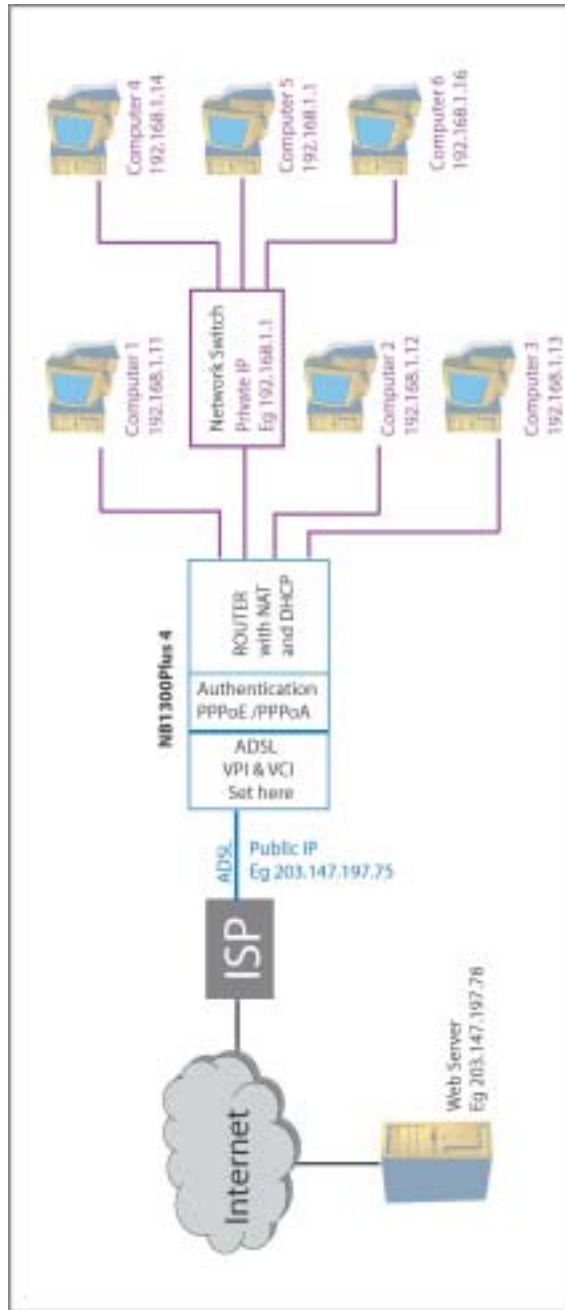 Internet
Web Server
Eg 203.147.197.78
ISP
ADSL
Public IP
Eg 203.147.197.75
NB1300Plus 4
ADSL
VPI & VCI
Set here
Authentication
PPPoE/PPPoA
ROUTER
with NAT
and DHCP
Computer 1
192.168.1.11
Network Switch
Private IP
Eg 192.168.1.1
Computer 2
192.168.1.12
Computer 3
192.168.1.13
Computer 4
192.168.1.14
Computer 5
192.168.1.1
Computer 6
192.168.1.16